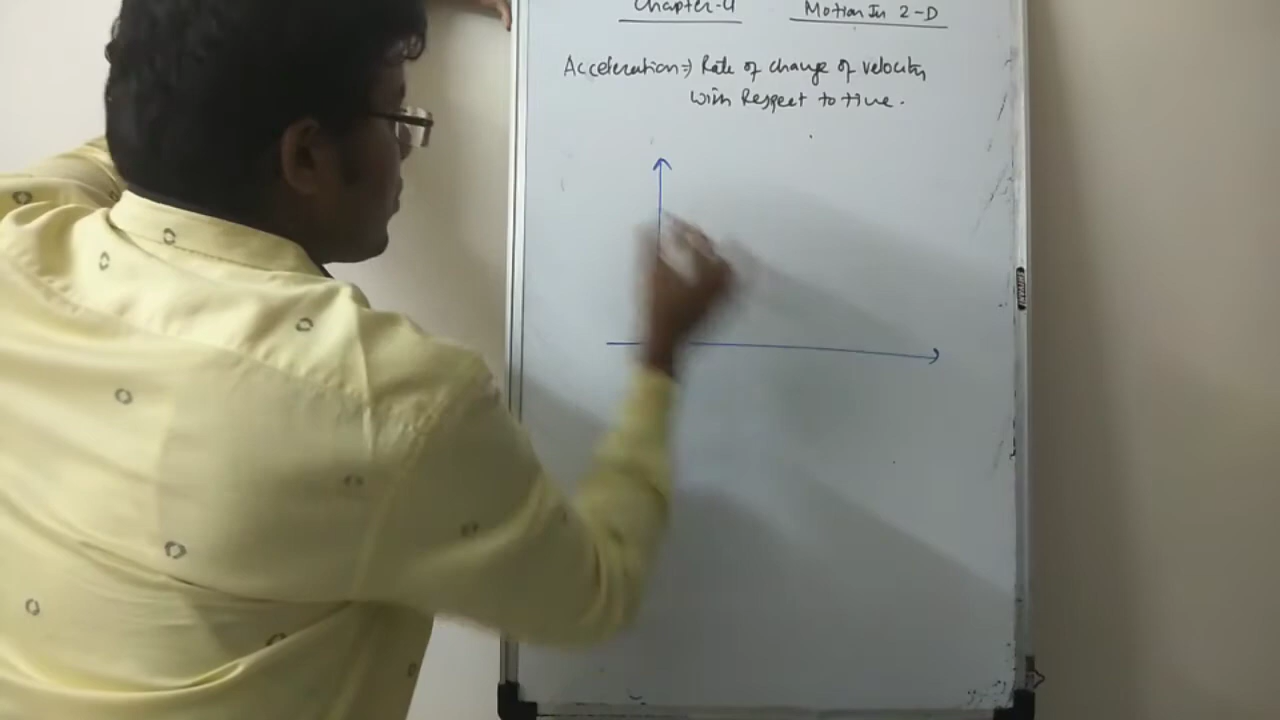 Chapter-4 Motion In 2-D
Acceleration ⇒ Rate of change of velocity
with Respect to time.